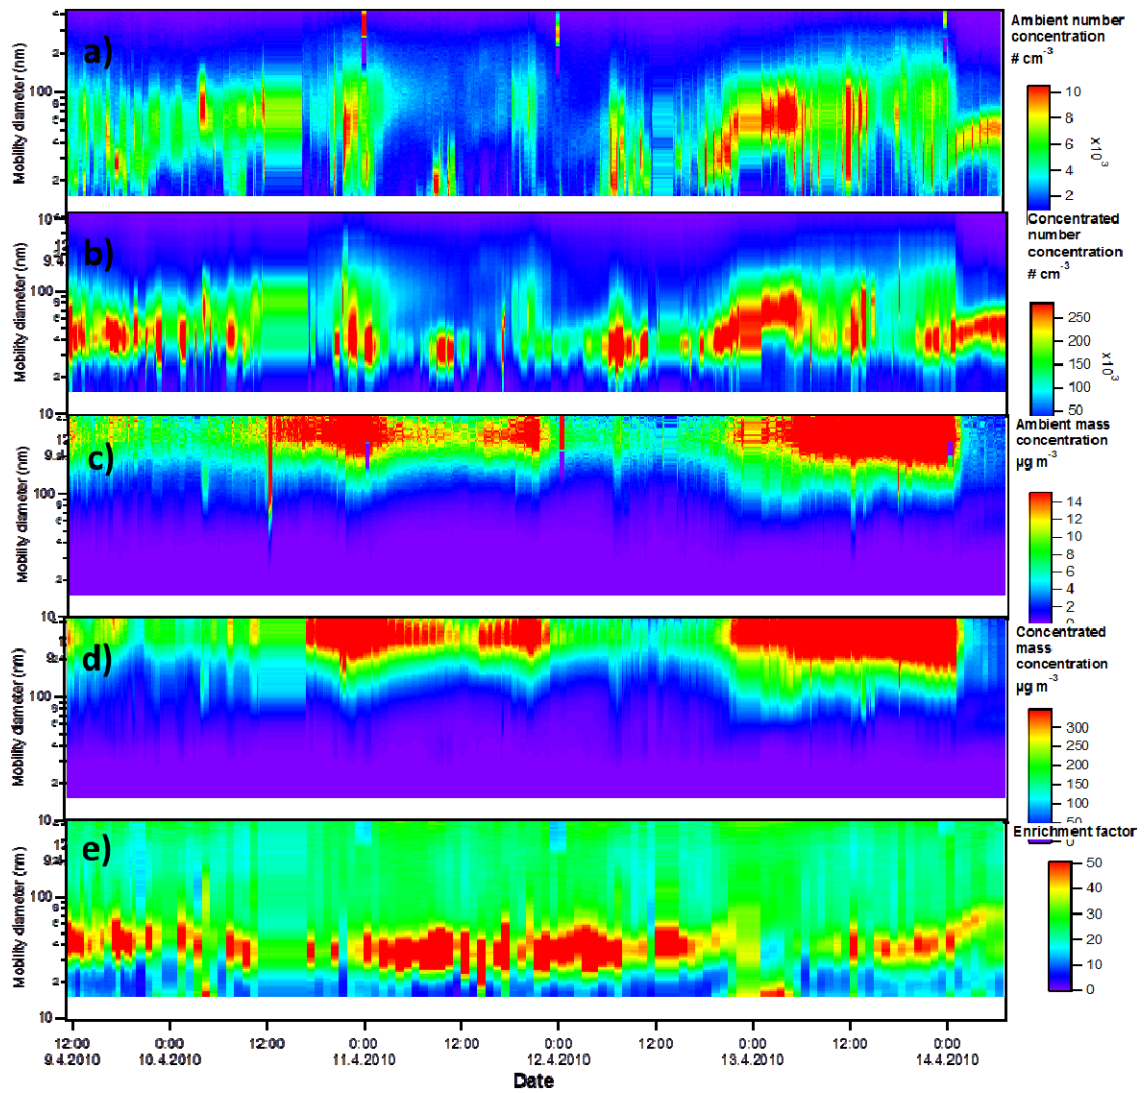 a)
Mobility diameter (nm)
100
Ambient number
concentration
# cm-3
10
8
6
4
2
x10³
b)
Mobility diameter (nm)
100
Concentrated
number
concentration
# cm-3
250
200
150
100
50
x10³
c)
Mobility diameter (nm)
100
Ambient mass
concentration
µg m-3
14
12
10
8
6
4
2
d)
Mobility diameter (nm)
100
Concentrated
mass
concentration
µg m-3
300
250
200
150
100
e)
Mobility diameter (nm)
100
10
Enrichment factor
50
40
30
20
10
0
12:00 0:00 12:00 0:00 12:00 0:00 12:00 0:00 12:00 0:00
9.4.2010 10.4.2010 11.4.2010 12.4.2010 13.4.2010 14.4.2010
Date